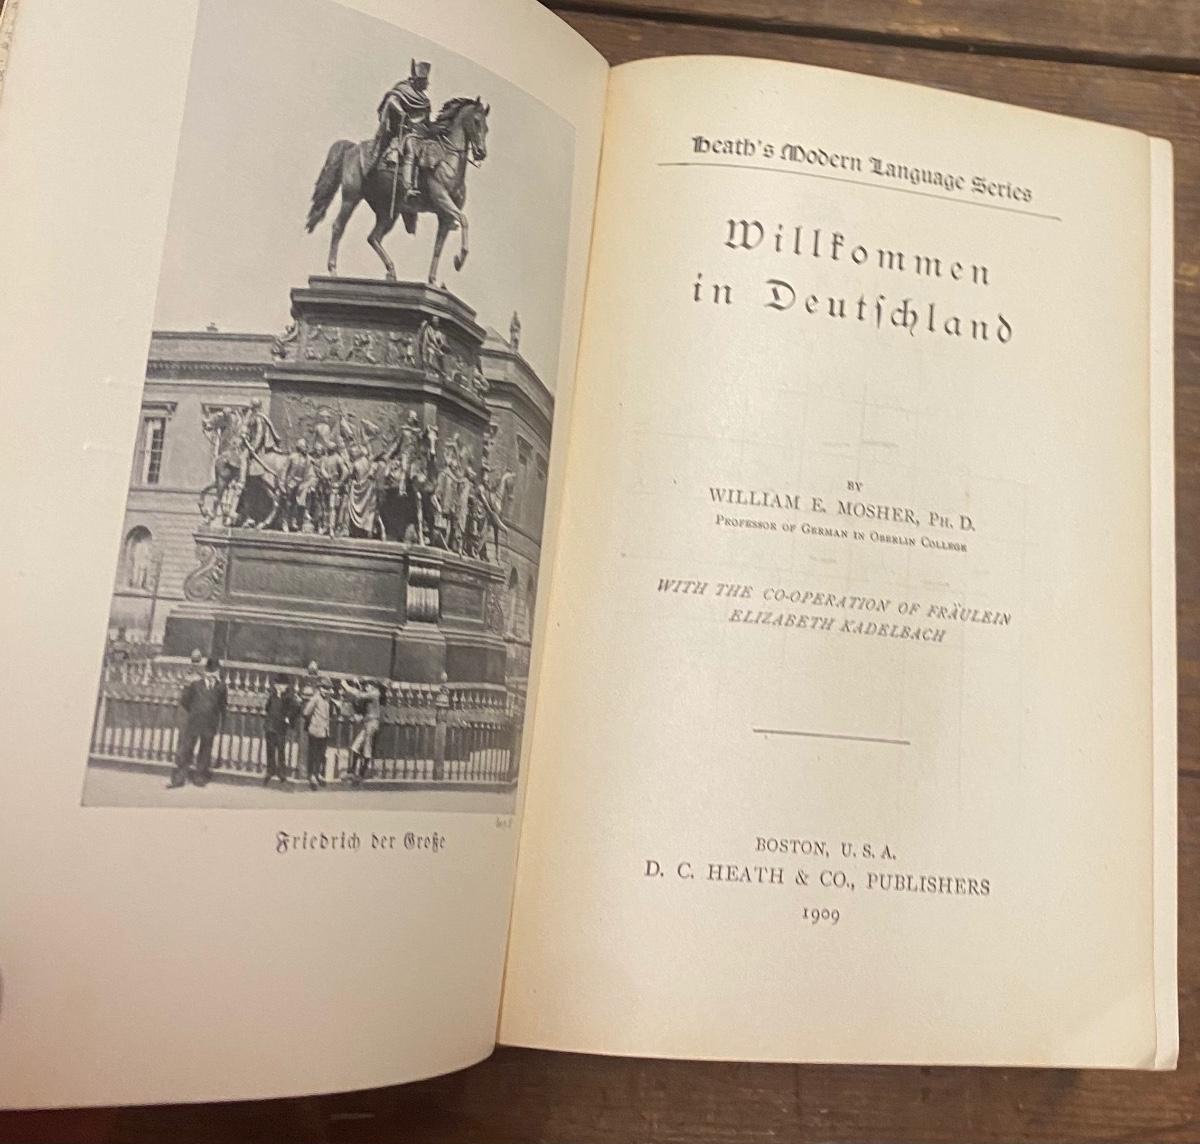 Friedrich der Große
Heath's Modern Language Series
Willkommen
in Deutſchland
BY
WILLIAM E. MOSHER, PH. D.
PROFESSOR OF GERMAN IN OBERLIN COLLEGE
WITH THE CO-OPERATION OF FRÄULEIN
ELIZABETH KADELBACH
BOSTON, U. S. A.
D. C. HEATH & CO., PUBLISHERS
1909